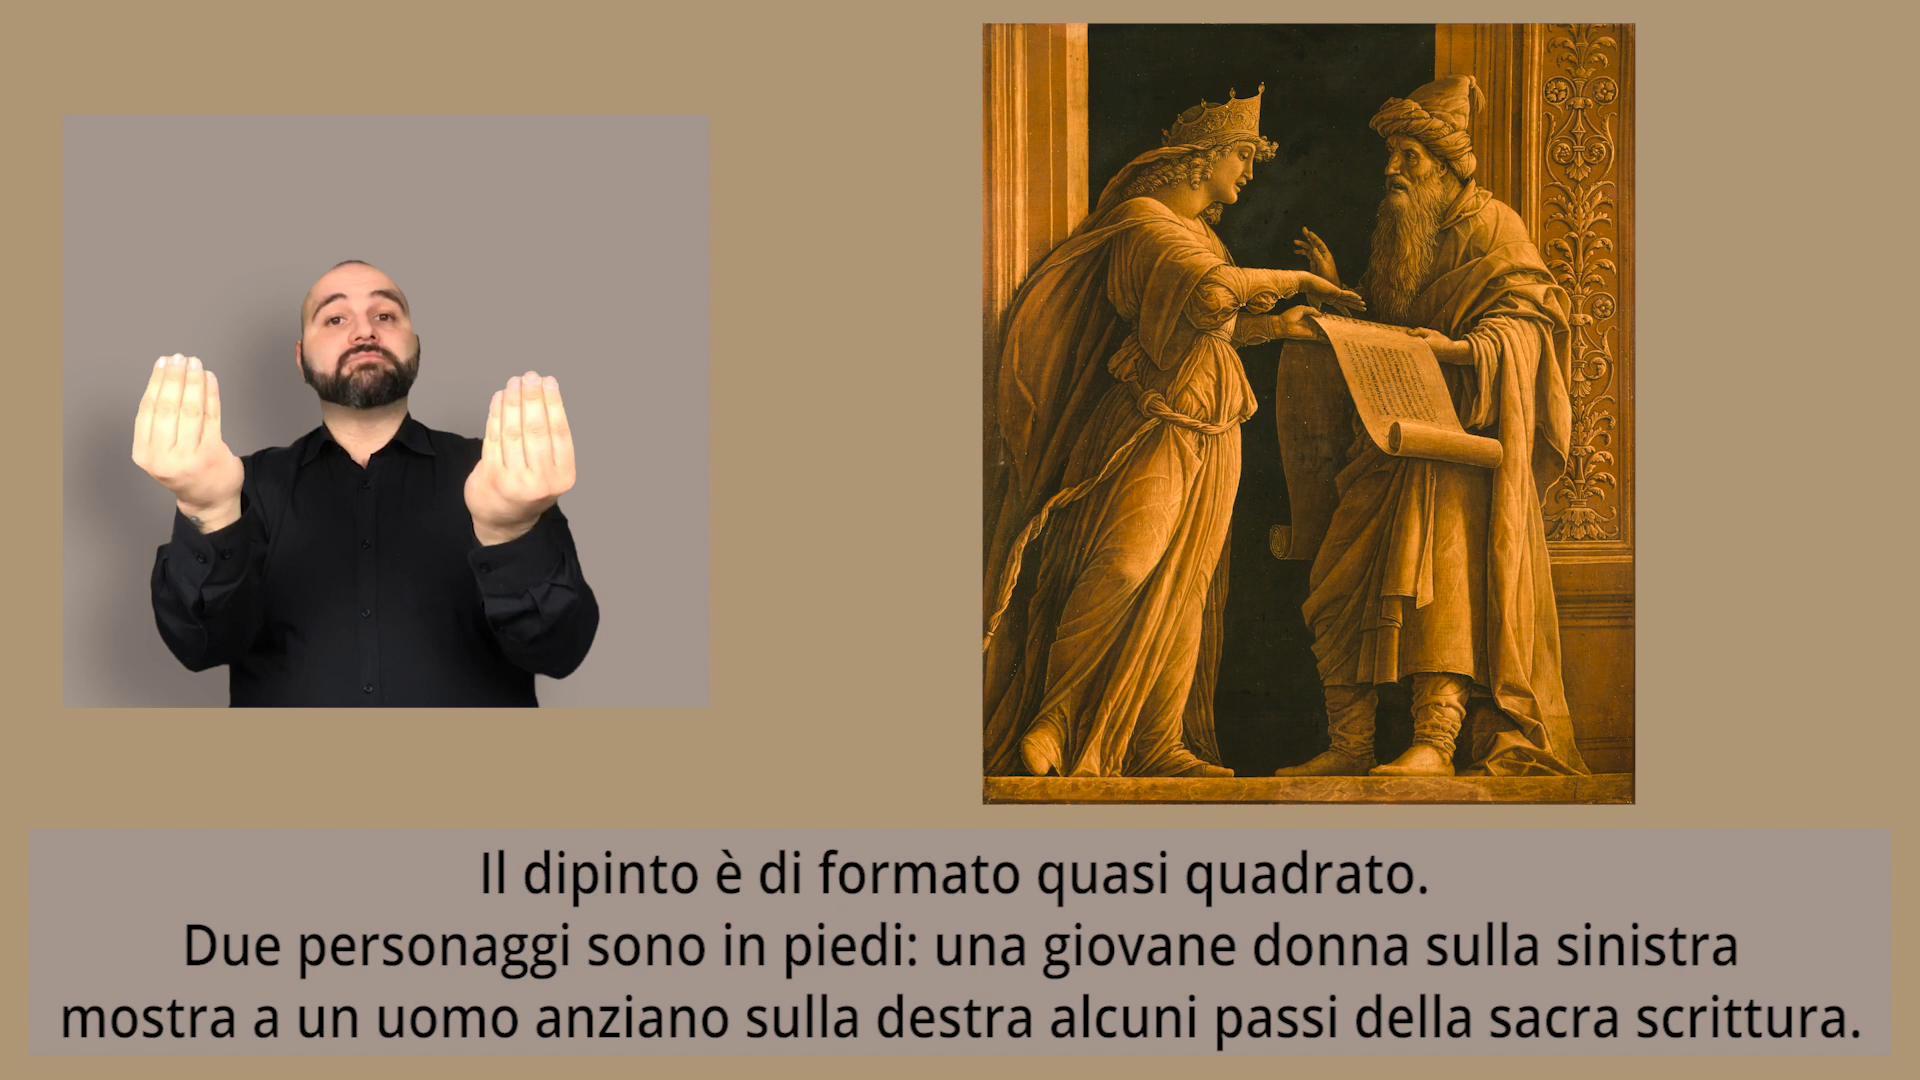 Il dipinto è di formato quasi quadrato.
Due personaggi sono in piedi: una giovane donna sulla sinistra
mostra a un uomo anziano sulla destra alcuni passi della sacra scrittura.